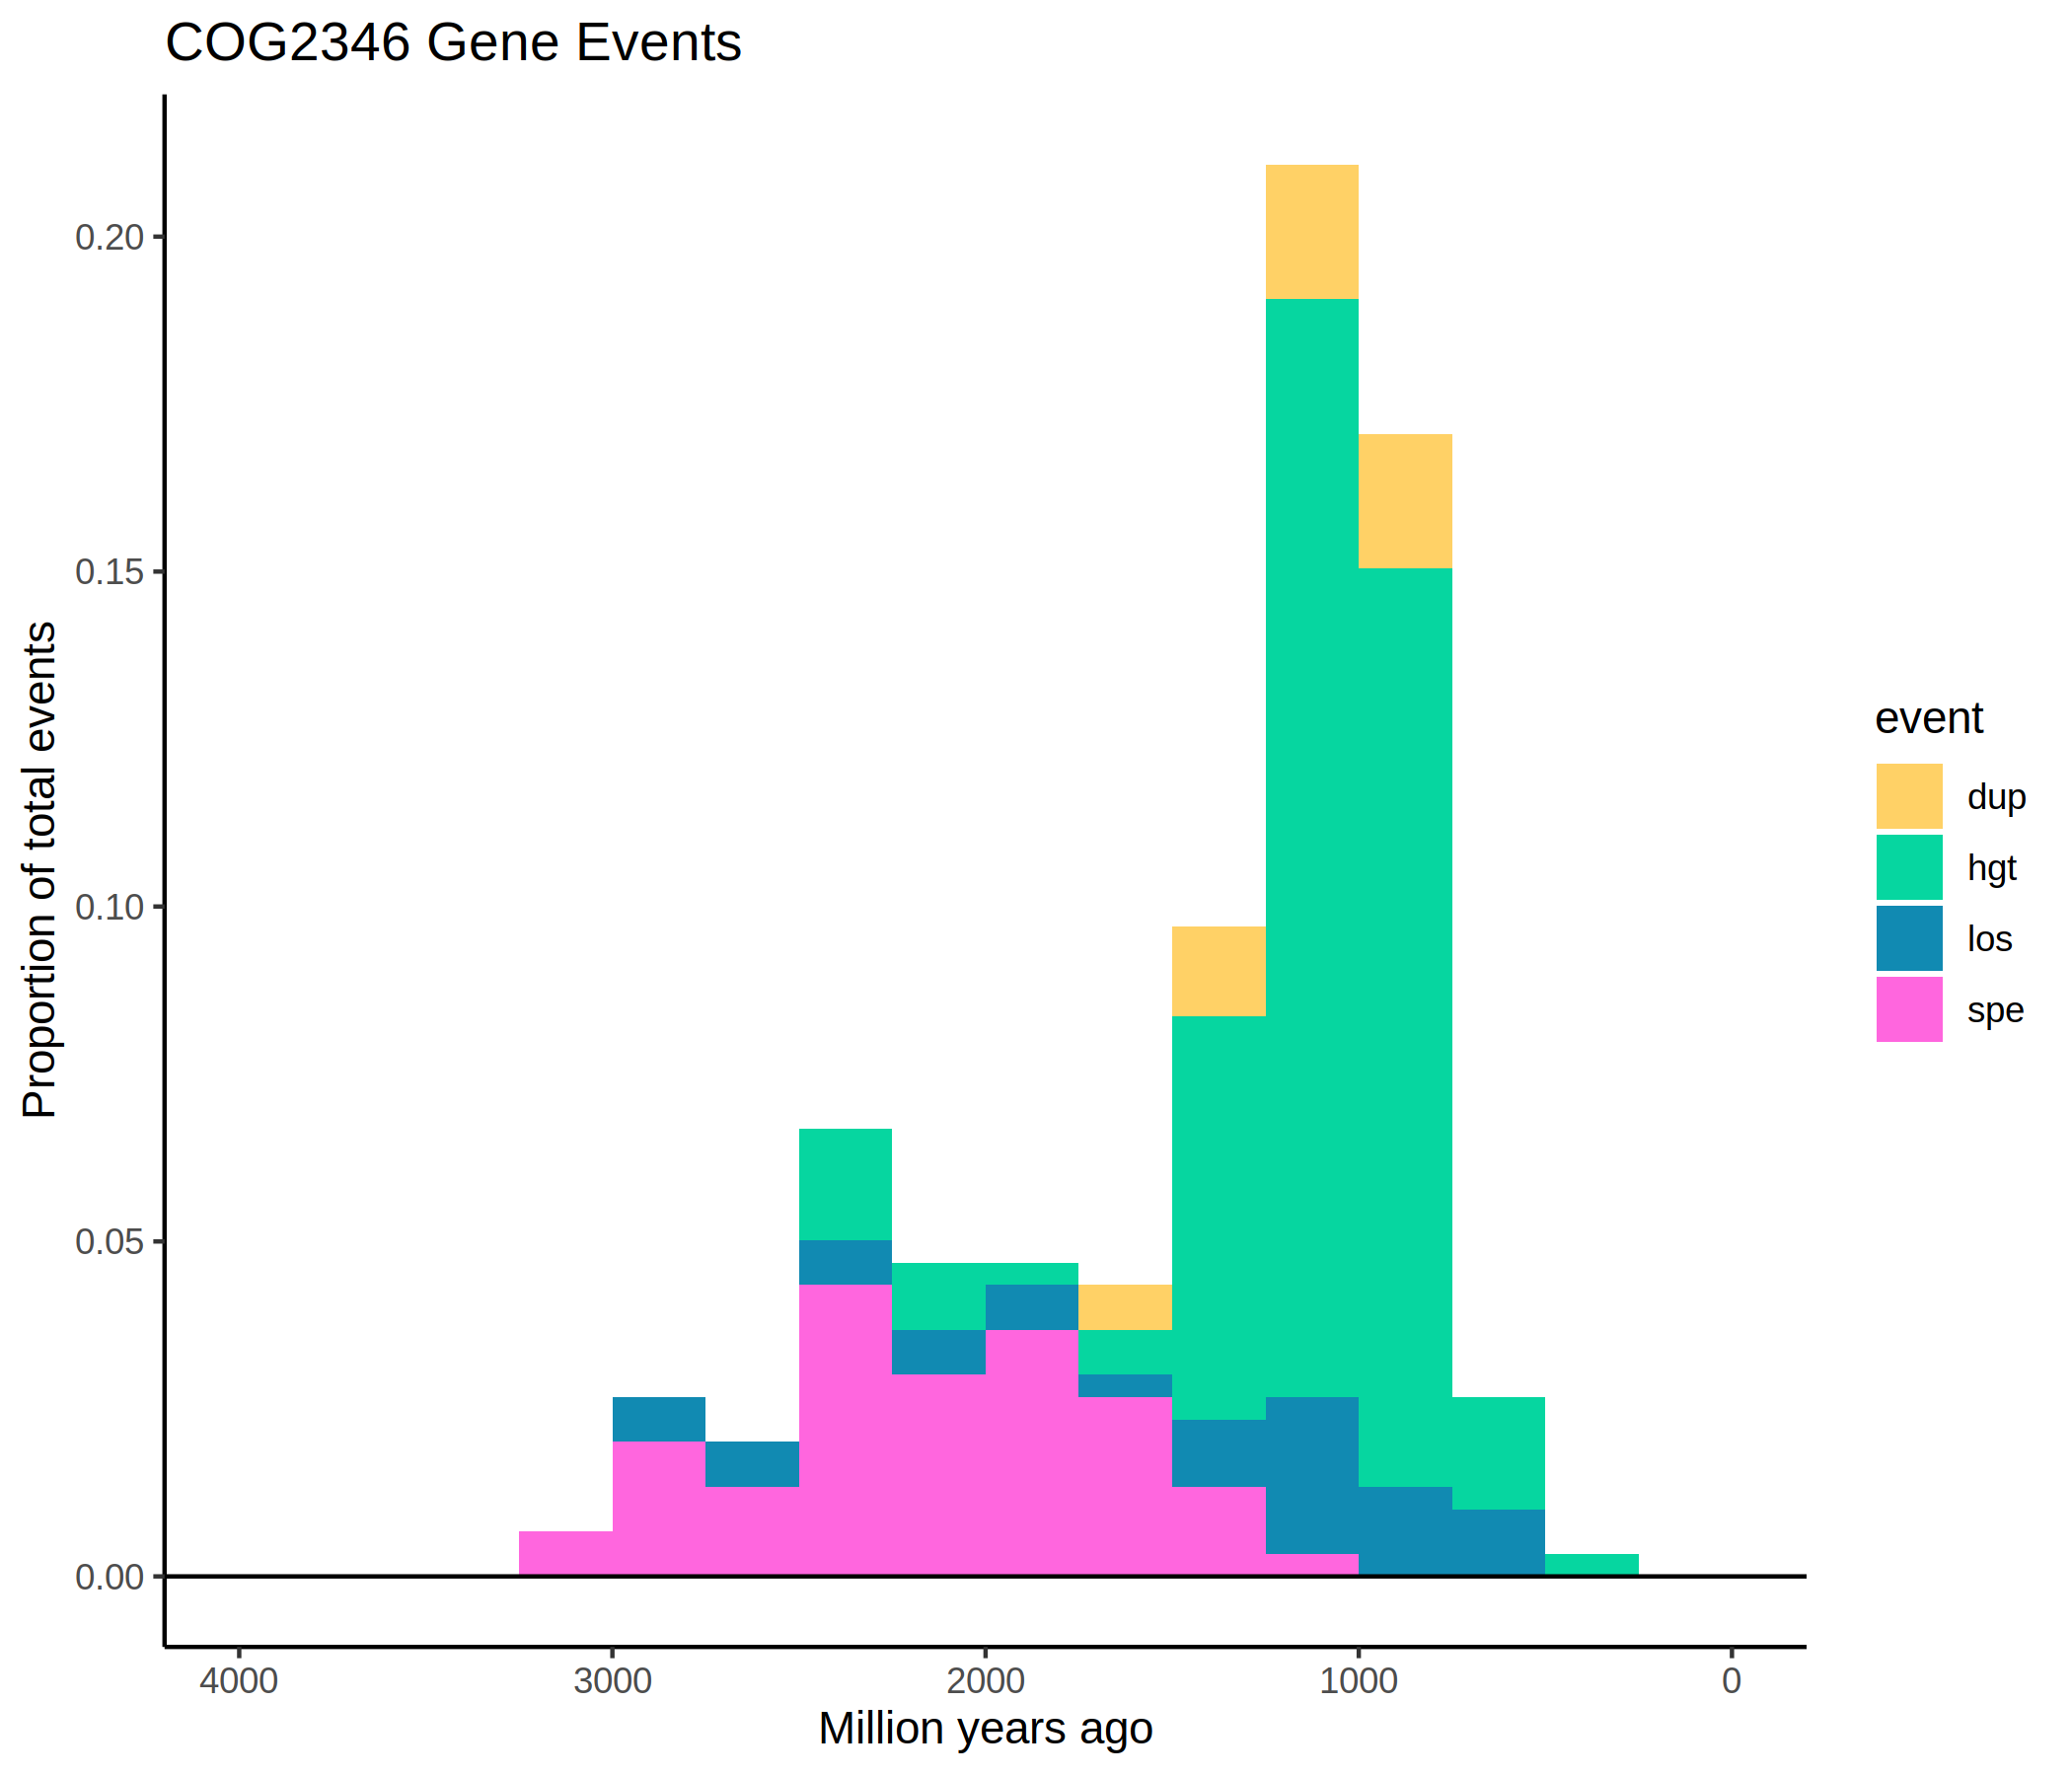 COG2346 Gene Events
Proportion of total events
0.20
0.15
0.10
0.05
0.00
4000 3000 2000 1000 0
Million years ago
event
dup
hgt
los
spe